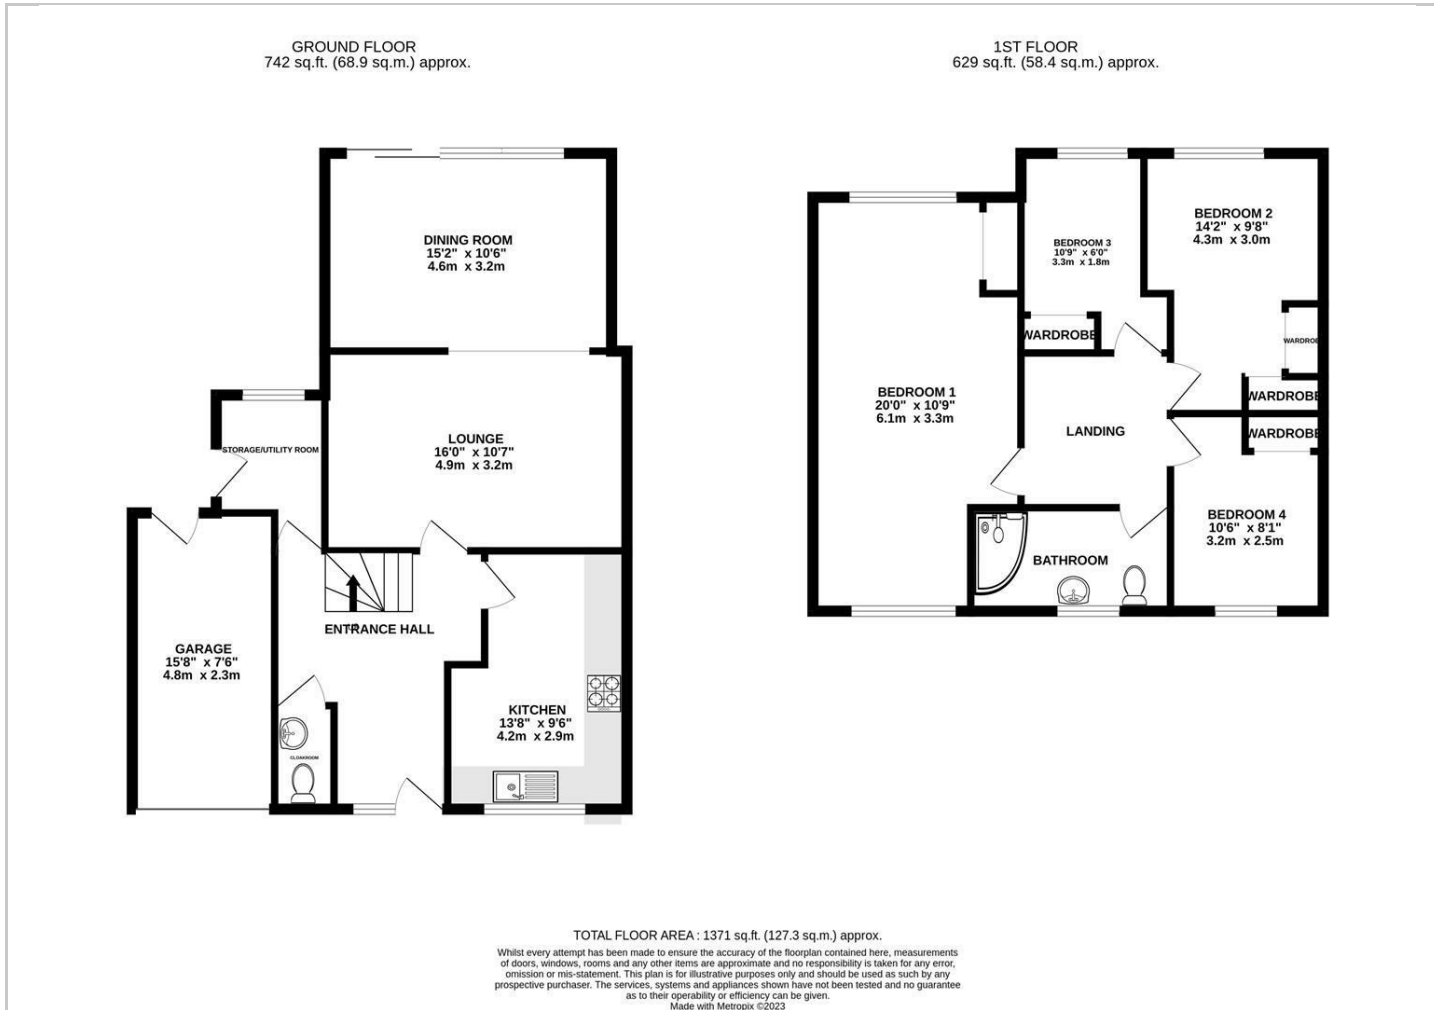 GROUND FLOOR
742 sq.ft. (68.9 sq.m.) approx.
1ST FLOOR
629 sq.ft. (58.4 sq.m.) approx.
DINING ROOM
15'2" x 10'6"
4.6m x 3.2m
LOUNGE
16'0" x 10'7"
4.9m x 3.2m
STORAGE/UTILITY ROOM
ENTRANCE HALL
GARAGE
15'8" x 7'6"
4.8m x 2.3m
KITCHEN
13'8" x 9'6"
4.2m x 2.9m
CLOAKROOM
BEDROOM 2
14'2" x 9'8"
4.3m x 3.0m
BEDROOM 3
10'9" x 6'0"
3.3m x 1.8m
WARDROBE
WARDROBE
BEDROOM 1
20'0" x 10'9"
6.1m x 3.3m
WARDROBE
LANDING
WARDROBE
BEDROOM 4
10'6" x 8'1"
3.2m x 2.5m
BATHROOM
TOTAL FLOOR AREA : 1371 sq.ft. (127.3 sq.m.) approx.
Whilst every attempt has been made to ensure the accuracy of the floorplan contained here, measurements
of doors, windows, rooms and any other items are approximate and no responsibility is taken for any error,
omission or mis-statement. This plan is for illustrative purposes only and should be used as such by any
prospective purchaser. The services, systems and appliances shown have not been tested and no guarantee
as to their operability or efficiency can be given.
Made with Metropix ©2023